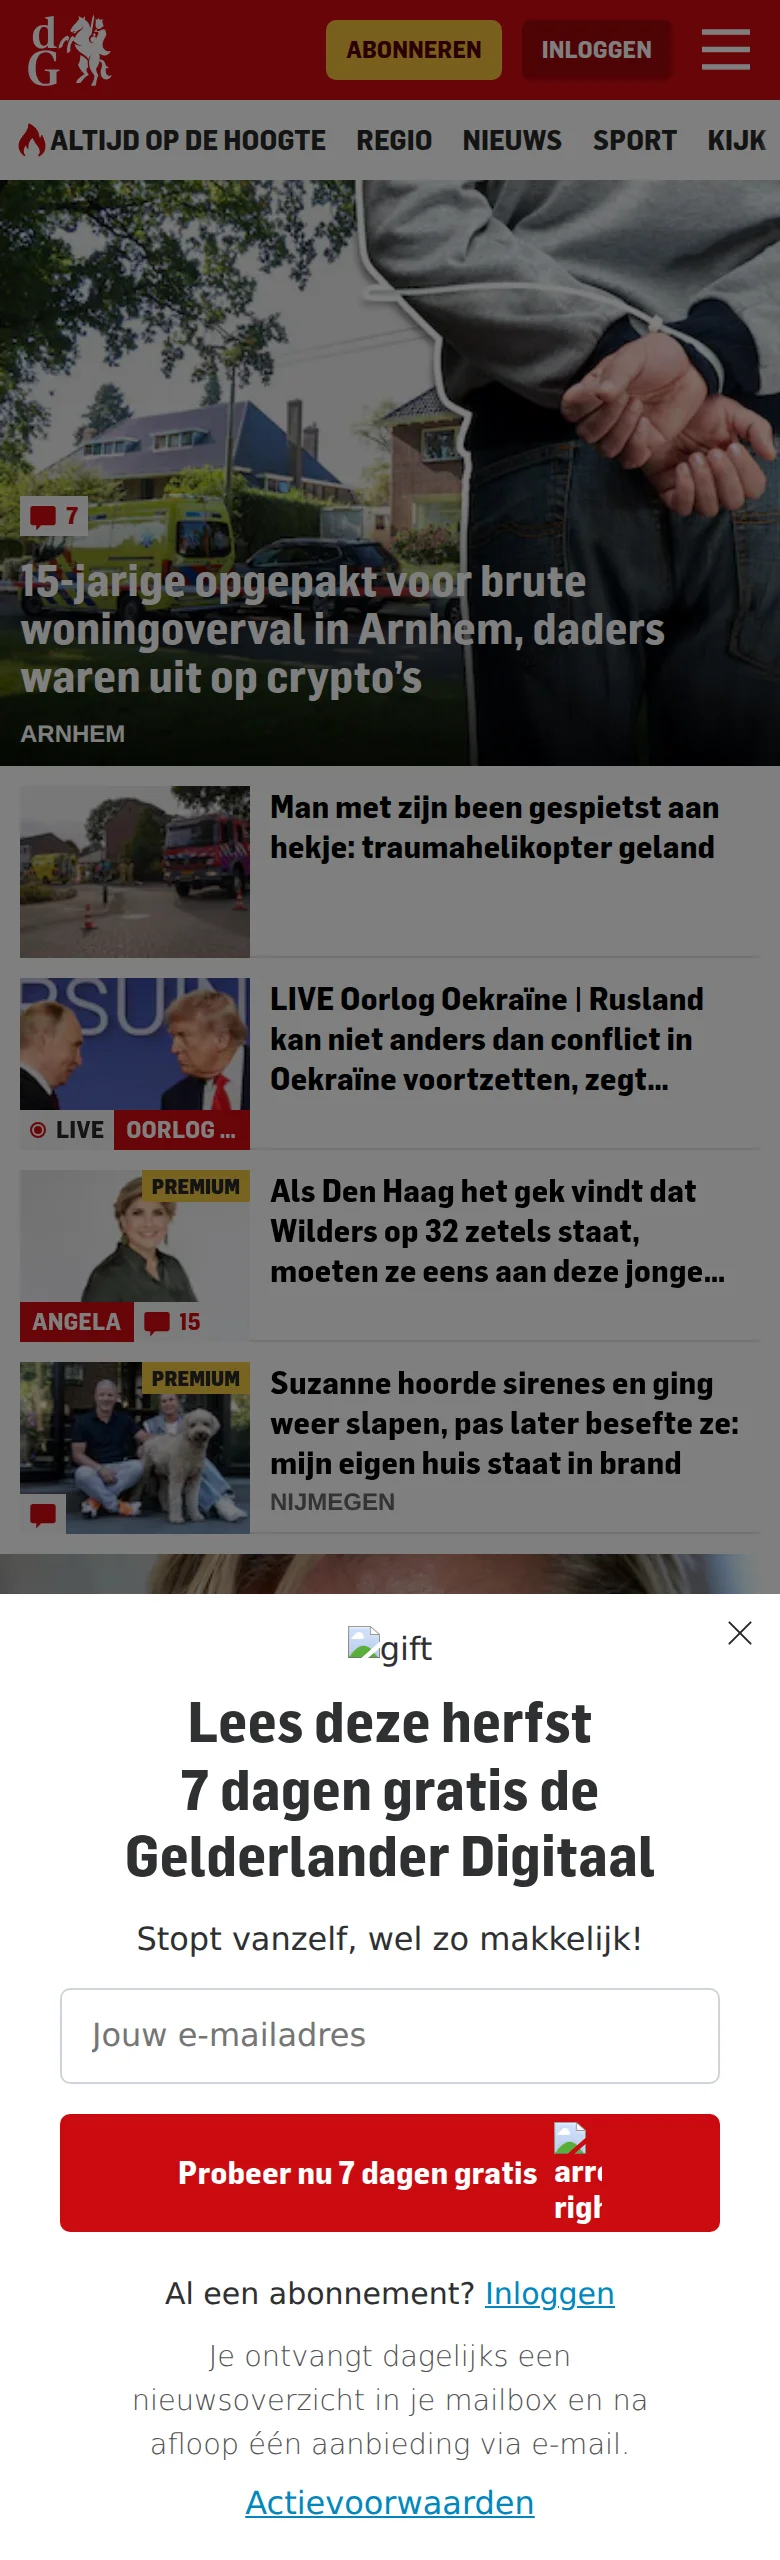 dG
ABONNEREN
INLOGGEN
ALTIJD OP DE HOOGTE
REGIO
NIEUWS
SPORT
KIJK
7
15-jarige opgepakt voor brute
woningoverval in Arnhem, daders
waren uit op crypto’s
ARNHEM
Man met zijn been gespietst aan
hekje: traumahelikopter geland
RSUIN
LIVE
OORLOG ...
LIVE Oorlog Oekraïne | Rusland
kan niet anders dan conflict in
Oekraïne voortzetten, zegt...
PREMIUM
ANGELA
15
Als Den Haag het gek vindt dat
Wilders op 32 zetels staat,
moeten ze eens aan deze jonge...
PREMIUM
Suzanne hoorde sirenes en ging
weer slapen, pas later besefte ze:
mijn eigen huis staat in brand
NIJMEGEN
gift
Lees deze herfst
7 dagen gratis de
Gelderlander Digitaal
Stopt vanzelf, wel zo makkelijk!
Jouw e-mailadres
Probeer nu 7 dagen gratis
arr
righ
Al een abonnement? Inloggen
Je ontvangt dagelijks een
nieuwsoverzicht in je mailbox en na
afloop één aanbieding via e-mail.
Actievoorwaarden